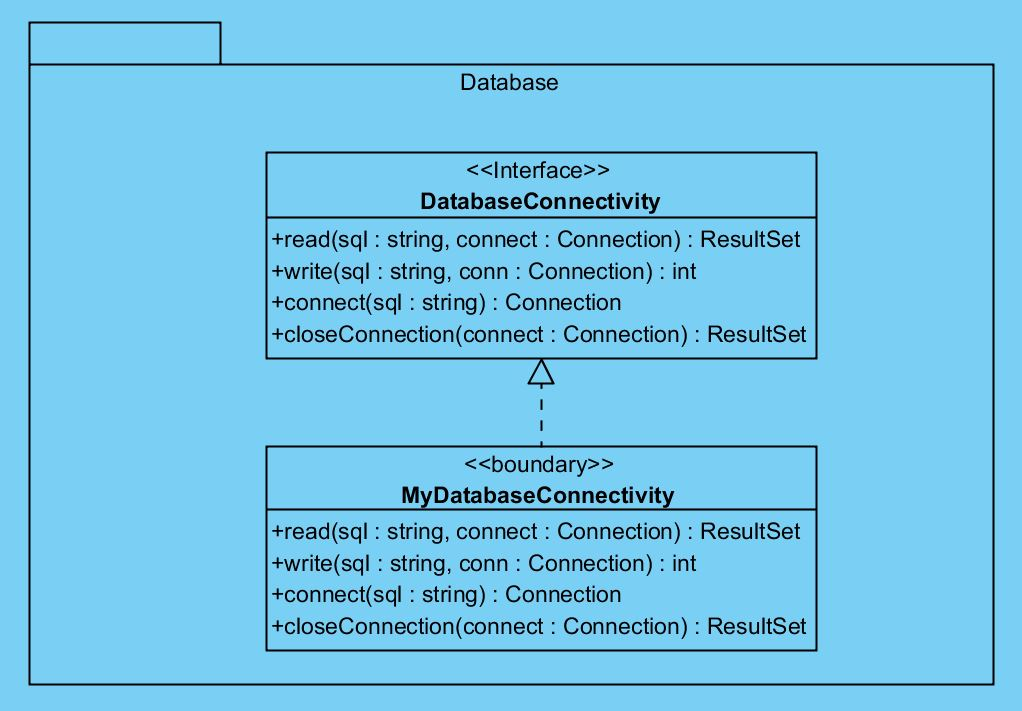 Database
<<Interface>>
DatabaseConnectivity
+read(sql : string, connect : Connection) : ResultSet
+write(sql : string, conn : Connection) : int
+connect(sql : string) : Connection
+closeConnection(connect : Connection) : ResultSet
<<boundary>>
MyDatabaseConnectivity
+read(sql : string, connect : Connection) : ResultSet
+write(sql : string, conn : Connection) : int
+connect(sql : string) : Connection
+closeConnection(connect : Connection) : ResultSet